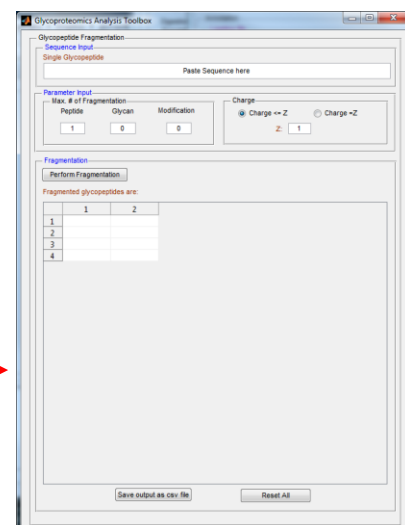 Glycoproteomics Analysis Toolbox
Glycopeptide Fragmentation
Sequence Input
Single Glycopeptide
Paste Sequence here
Parameter Input
Max. # of Fragmentation
Charge
Peptide Glycan Modification
Charge <= Z Charge =Z
1 0 0
Z: 1
Fragmentation
Perform Fragmentation
Fragmented glycopeptides are:
1 2
1
2
3
4
Save output as csv file Reset All